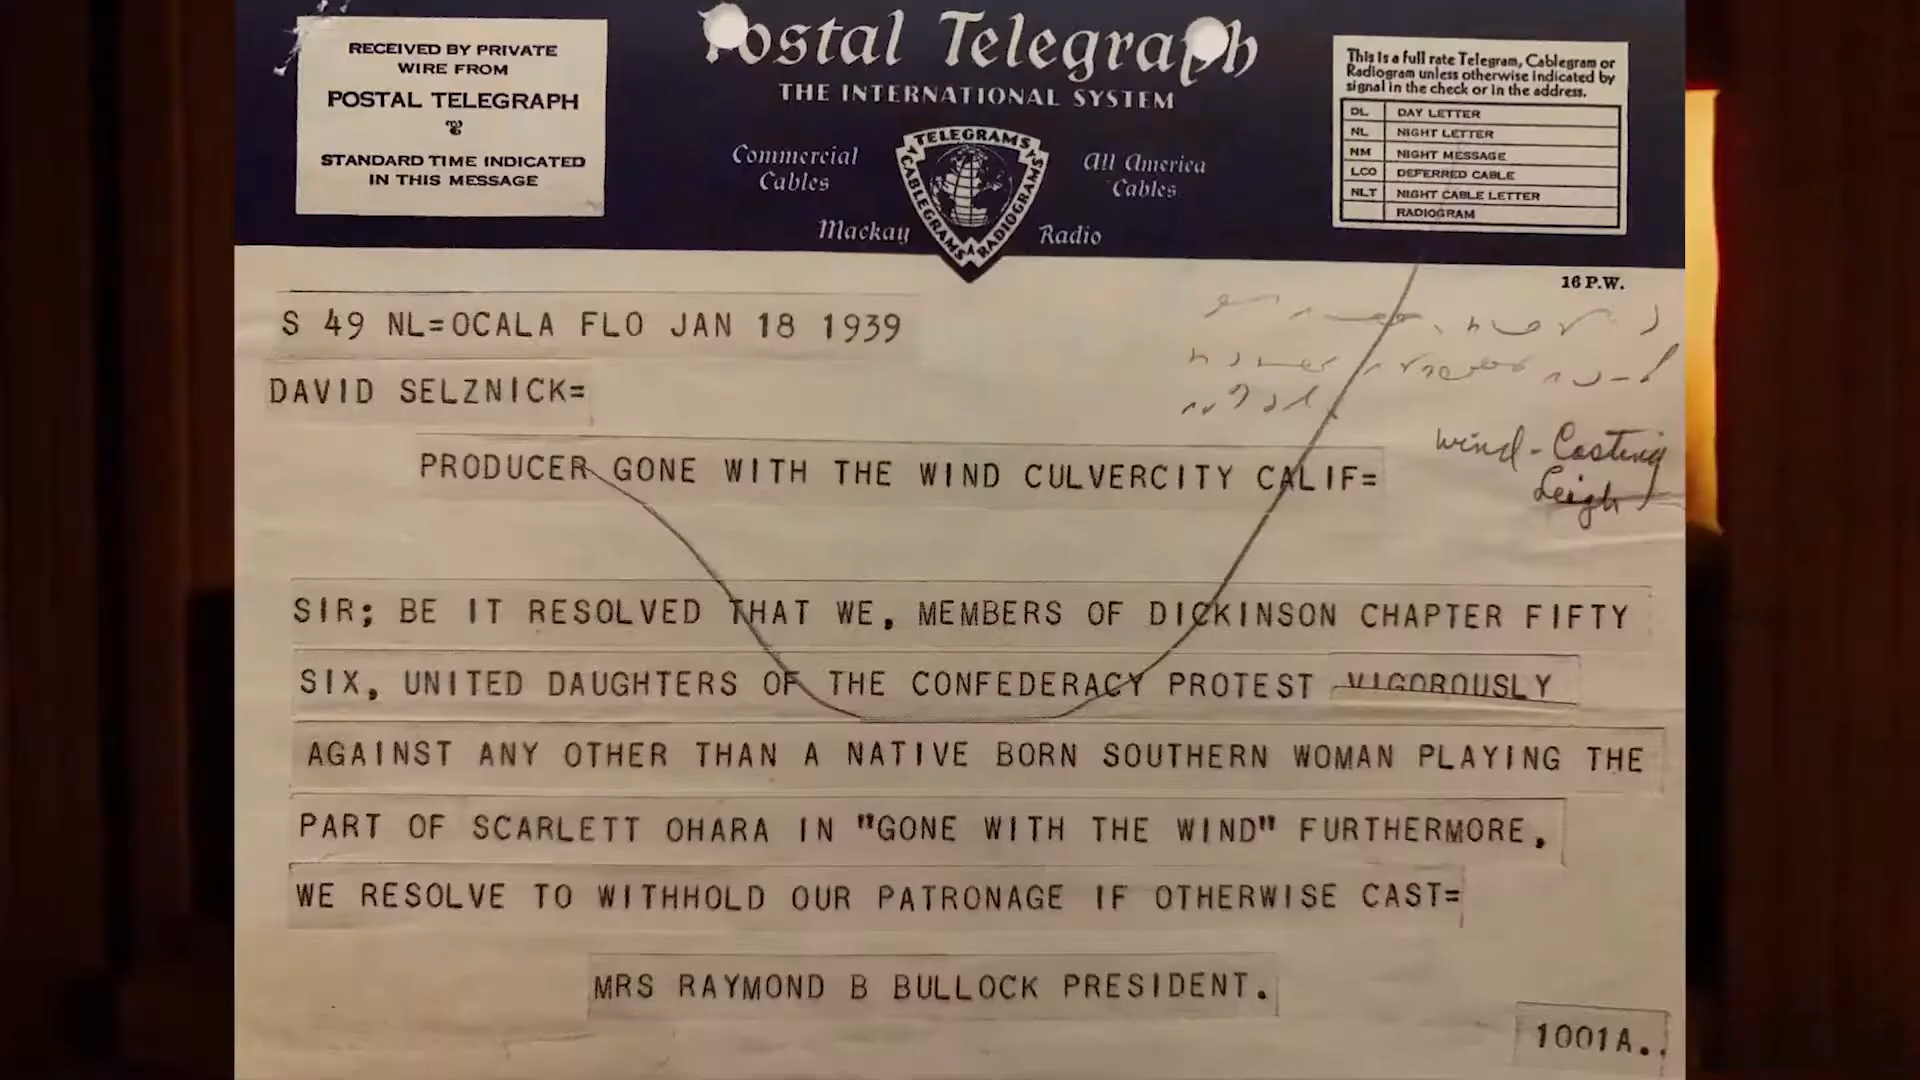 RECEIVED BY PRIVATE
WIRE FROM
POSTAL TELEGRAPH
STANDARD TIME INDICATED
IN THIS MESSAGE
Postal Telegraph
THE INTERNATIONAL SYSTEM
Commercial
Cables
All America
Cables
Mackay
Radio
TELEGRAMS
CABLEGRAMS
RADIOGRAMS
This is a full rate Telegram, Cablegram or
Radiogram unless otherwise indicated by
signal in the check or in the address.
DL DAY LETTER
NL NIGHT LETTER
NM NIGHT MESSAGE
LCO DEFERRED CABLE
NLT NIGHT CABLE LETTER
RADIOGRAM
16 P.W.
S 49 NL=OCALA FLO JAN 18 1939
DAVID SELZNICK=
PRODUCER GONE WITH THE WIND CULVERCITY CALIF=
Wind - Casting
Leigh
SIR; BE IT RESOLVED THAT WE, MEMBERS OF DICKINSON CHAPTER FIFTY
SIX, UNITED DAUGHTERS OF THE CONFEDERACY PROTEST VIGOROUSLY
AGAINST ANY OTHER THAN A NATIVE BORN SOUTHERN WOMAN PLAYING THE
PART OF SCARLETT OHARA IN "GONE WITH THE WIND" FURTHERMORE,
WE RESOLVE TO WITHHOLD OUR PATRONAGE IF OTHERWISE CAST=
MRS RAYMOND B BULLOCK PRESIDENT.
1001A..